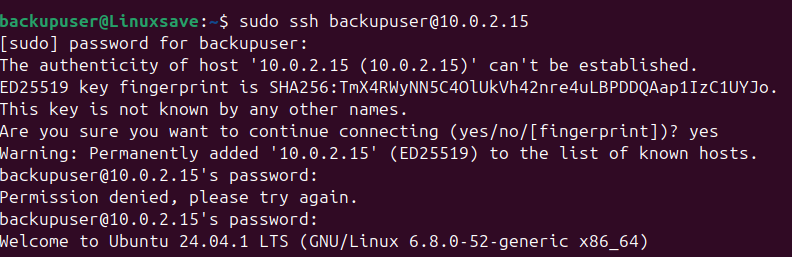 backupuser@Linuxsave:~$ sudo ssh backupuser@10.0.2.15
[sudo] password for backupuser:
The authenticity of host '10.0.2.15 (10.0.2.15)' can't be established.
ED25519 key fingerprint is SHA256:TmX4RWyNN5C4OlUkVh42nre4uLBPDDQAap1IzC1UYJo.
This key is not known by any other names.
Are you sure you want to continue connecting (yes/no/[fingerprint])? yes
Warning: Permanently added '10.0.2.15' (ED25519) to the list of known hosts.
backupuser@10.0.2.15's password:
Permission denied, please try again.
backupuser@10.0.2.15's password:
Welcome to Ubuntu 24.04.1 LTS (GNU/Linux 6.8.0-52-generic x86_64)